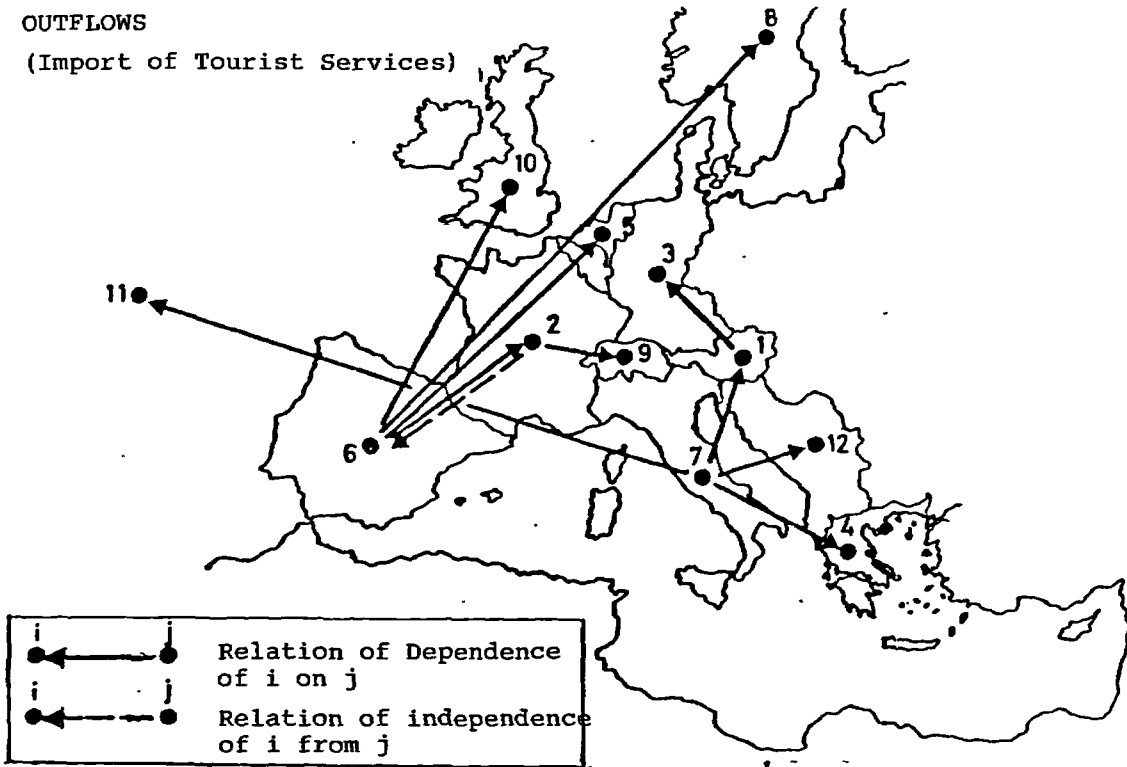 OUTFLOWS
(Import of Tourist Services)
8
10
5
3
11
2
9
1
6
7
12
4
i j Relation of Dependence
of i on j
i j Relation of independence
of i from j